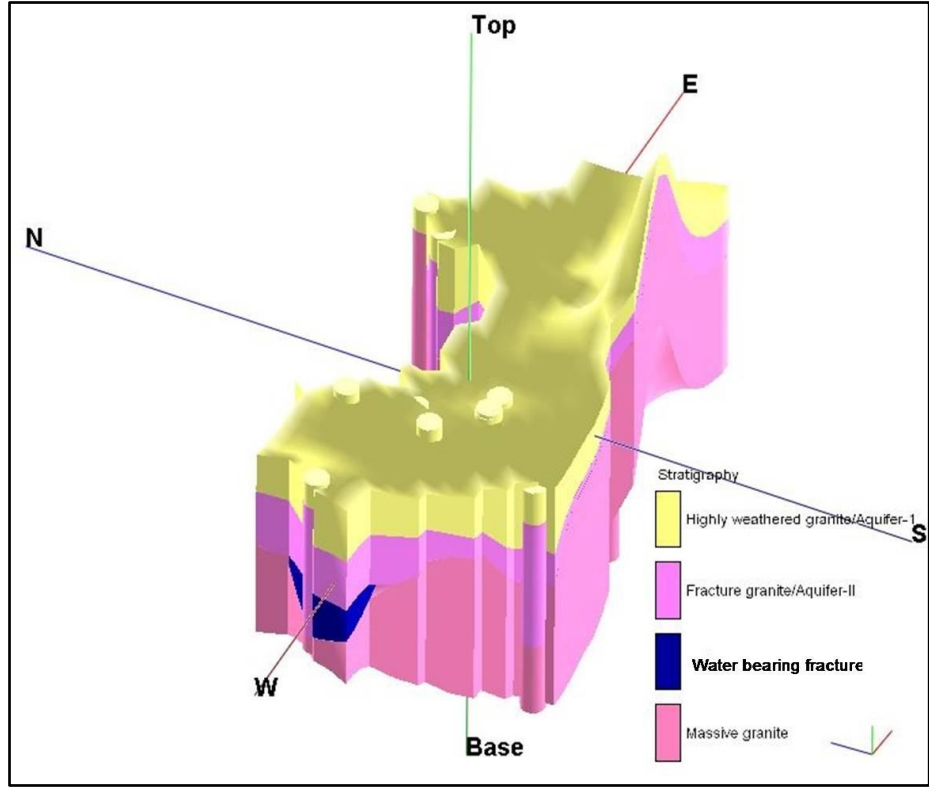 Top
E
N
Stratigraphy
Highly weathered granite/Aquifer-1
S
Fracture granite/Aquifer-II
Water bearing fracture
W
Massive granite
Base